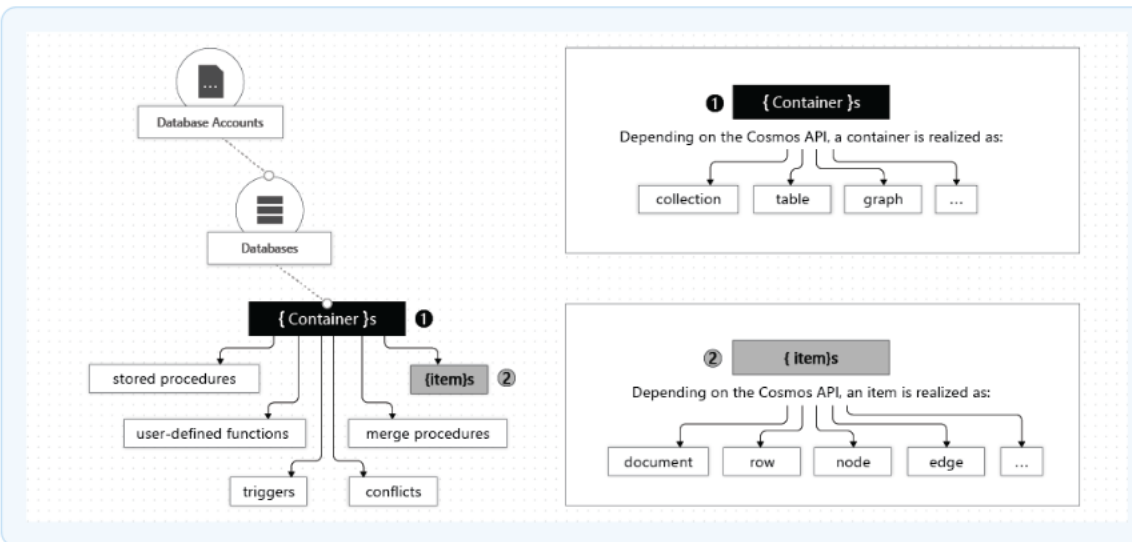 ...
Database Accounts
Databases
{ Container }s 1
stored procedures
{item}s 2
user-defined functions
merge procedures
triggers
conflicts
1 { Container }s
Depending on the Cosmos API, a container is realized as:
collection
table
graph
...
2 { item}s
Depending on the Cosmos API, an item is realized as:
document
row
node
edge
...